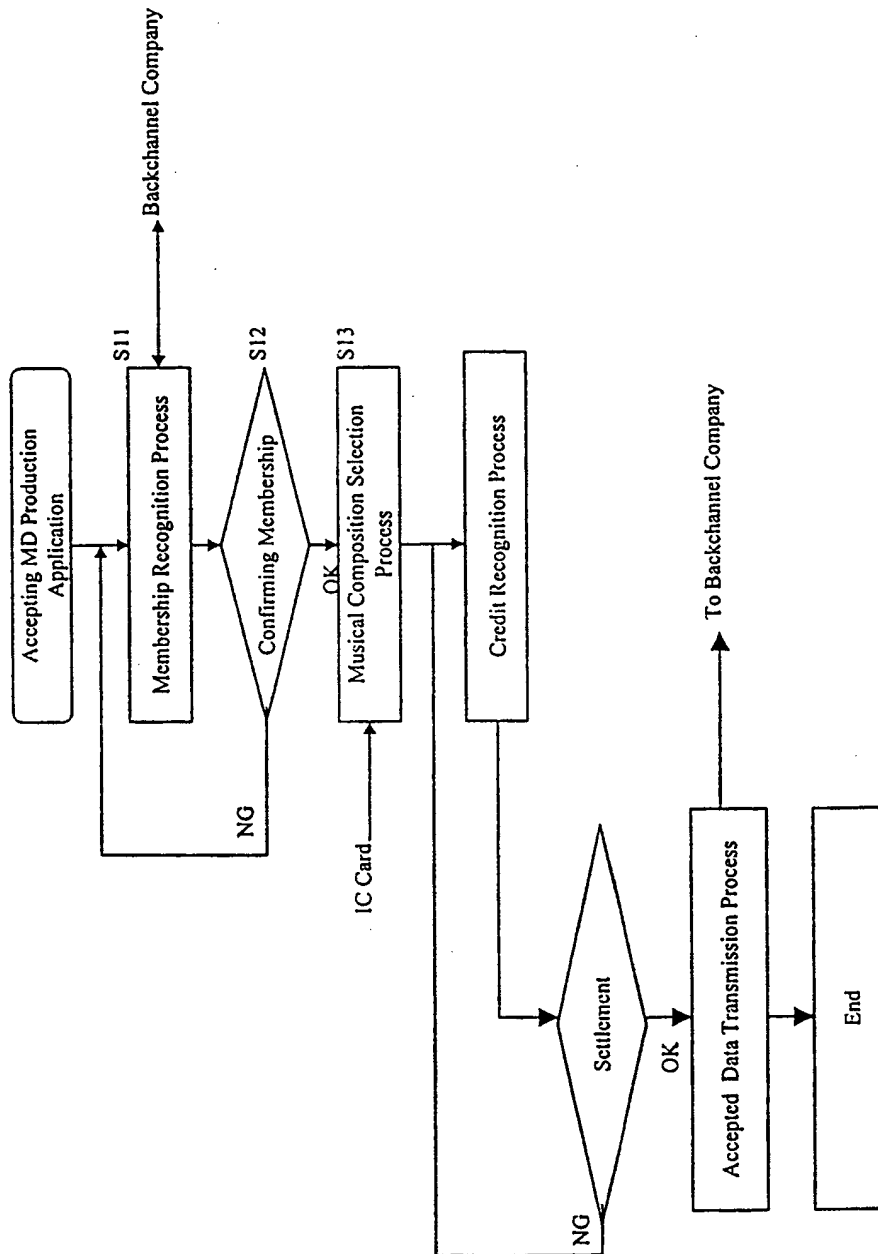 Accepting MD Production
Application
S11
Membership Recognition Process
Backchannel Company
S12
Confirming Membership
NG
OK
S13
IC Card
Musical Composition Selection
Process
Credit Recognition Process
Settlement
NG
OK
Accepted Data Transmission Process
To Backchannel Company
End